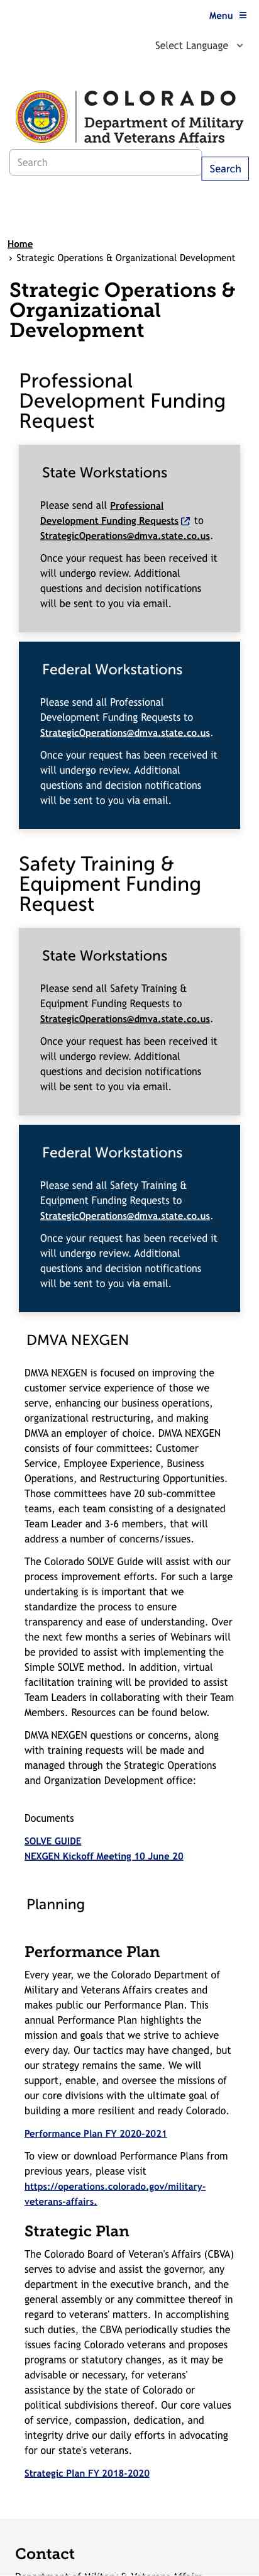 Menu ≡
Select Language
COLORADO
Department of Military
and Veterans Affairs
Search
Search
Home
› Strategic Operations & Organizational Development
Strategic Operations &
Organizational
Development
Professional
Development Funding
Request
State Workstations
Please send all Professional
Development Funding Requests to
StrategicOperations@dmva.state.co.us.
Once your request has been received it
will undergo review. Additional
questions and decision notifications
will be sent to you via email.
Federal Workstations
Please send all Professional
Development Funding Requests to
StrategicOperations@dmva.state.co.us.
Once your request has been received it
will undergo review. Additional
questions and decision notifications
will be sent to you via email.
Safety Training &
Equipment Funding
Request
State Workstations
Please send all Safety Training &
Equipment Funding Requests to
StrategicOperations@dmva.state.co.us.
Once your request has been received it
will undergo review. Additional
questions and decision notifications
will be sent to you via email.
Federal Workstations
Please send all Safety Training &
Equipment Funding Requests to
StrategicOperations@dmva.state.co.us.
Once your request has been received it
will undergo review. Additional
questions and decision notifications
will be sent to you via email.
DMVA NEXGEN
DMVA NEXGEN is focused on improving the
customer service experience of those we
serve, enhancing our business operations,
organizational restructuring, and making
DMVA an employer of choice. DMVA NEXGEN
consists of four committees: Customer
Service, Employee Experience, Business
Operations, and Restructuring Opportunities.
Those committees have 20 sub-committee
teams, each team consisting of a designated
Team Leader and 3-6 members, that will
address a number of concerns/issues.
The Colorado SOLVE Guide will assist with our
process improvement efforts. For such a large
undertaking is is important that we
standardize the process to ensure
transparency and ease of understanding. Over
the next few months a series of Webinars will
be provided to assist with implementing the
Simple SOLVE method. In addition, virtual
facilitation training will be provided to assist
Team Leaders in collaborating with their Team
Members. Resources can be found below.
DMVA NEXGEN questions or concerns, along
with training requests will be made and
managed through the Strategic Operations
and Organization Development office:
Documents
SOLVE GUIDE
NEXGEN Kickoff Meeting 10 June 20
Planning
Performance Plan
Every year, we the Colorado Department of
Military and Veterans Affairs creates and
makes public our Performance Plan. This
annual Performance Plan highlights the
mission and goals that we strive to achieve
every day. Our tactics may have changed, but
our strategy remains the same. We will
support, enable, and oversee the missions of
our core divisions with the ultimate goal of
building a more resilient and ready Colorado.
Performance Plan FY 2020-2021
To view or download Performance Plans from
previous years, please visit
https://operations.colorado.gov/military-
veterans-affairs.
Strategic Plan
The Colorado Board of Veteran's Affairs (CBVA)
serves to advise and assist the governor, any
department in the executive branch, and the
general assembly or any committee thereof in
regard to veterans' matters. In accomplishing
such duties, the CBVA periodically studies the
issues facing Colorado veterans and proposes
programs or statutory changes, as it may be
advisable or necessary, for veterans'
assistance by the state of Colorado or
political subdivisions thereof. Our core values
of service, compassion, dedication, and
integrity drive our daily efforts in advocating
for our state's veterans.
Strategic Plan FY 2018-2020
Contact